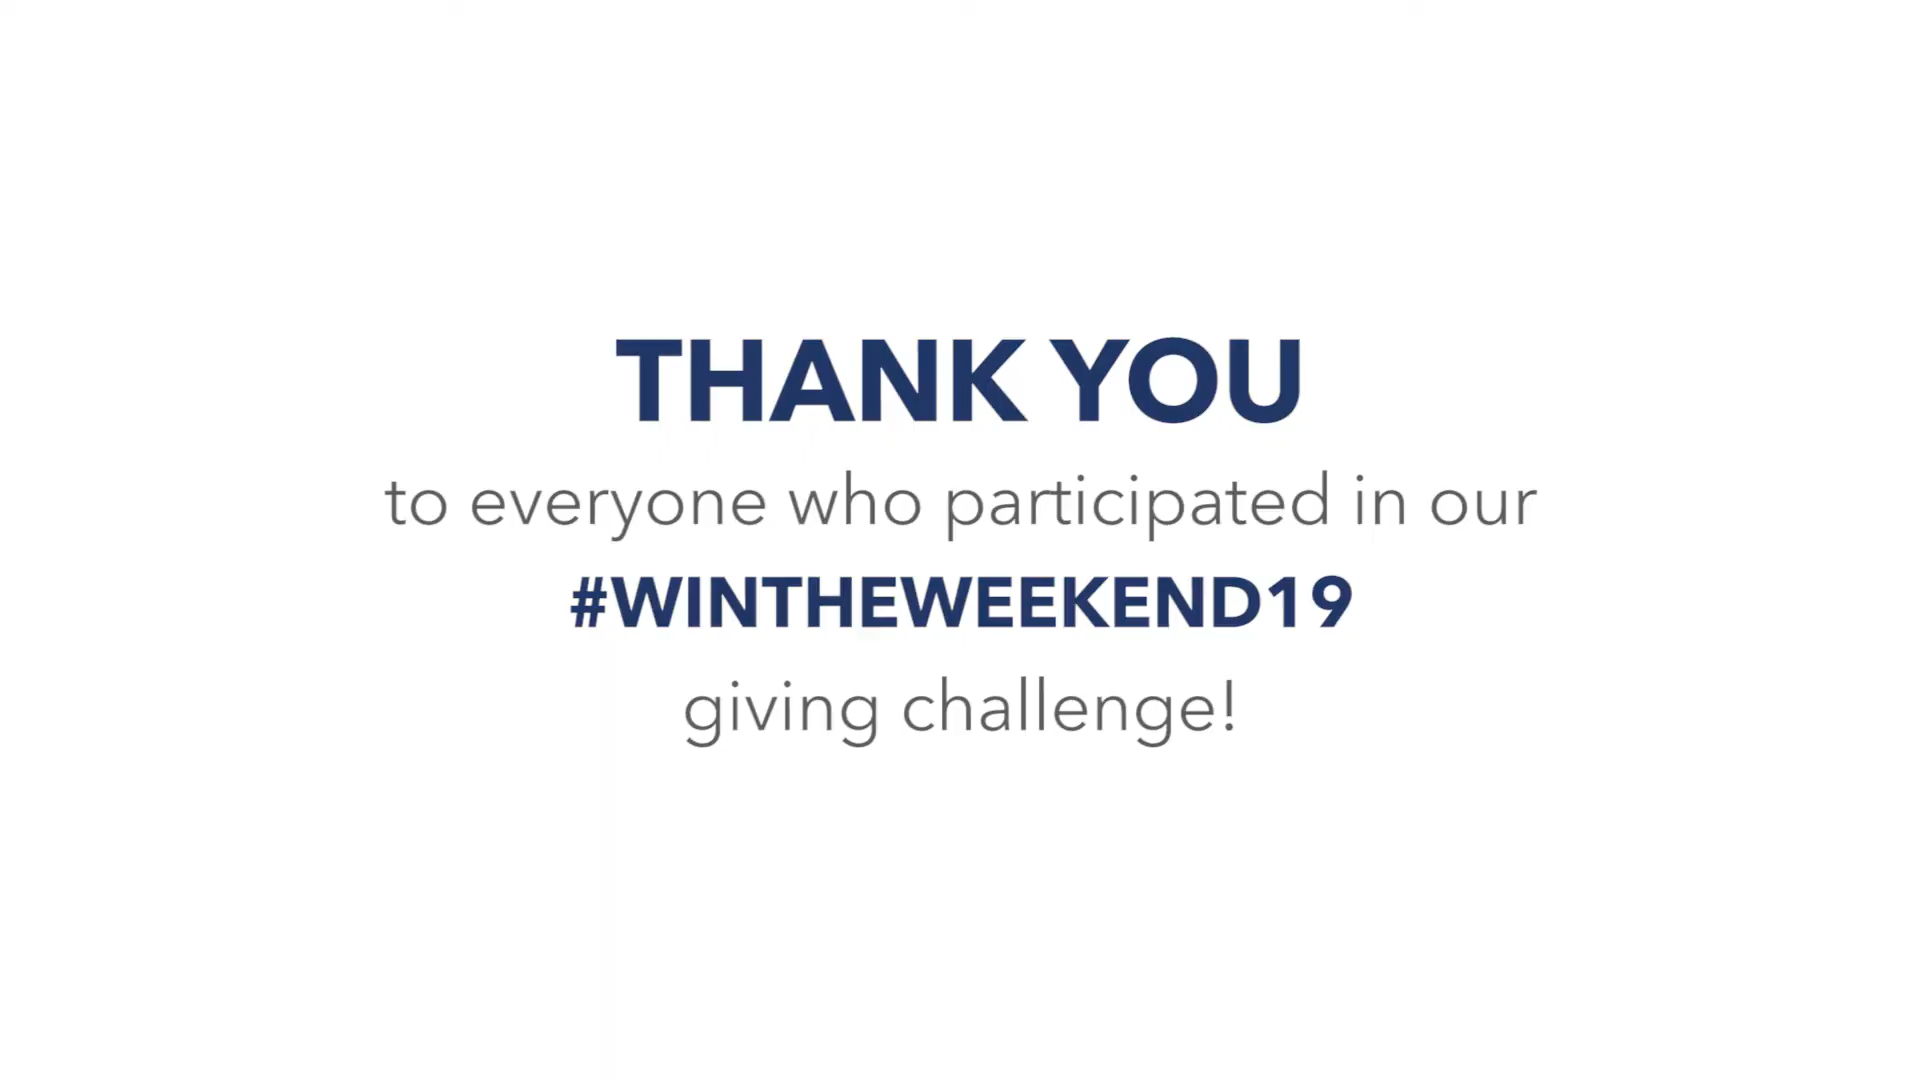 THANK YOU
to everyone who participated in our
#WINTHEWEEKEND19
giving challenge!